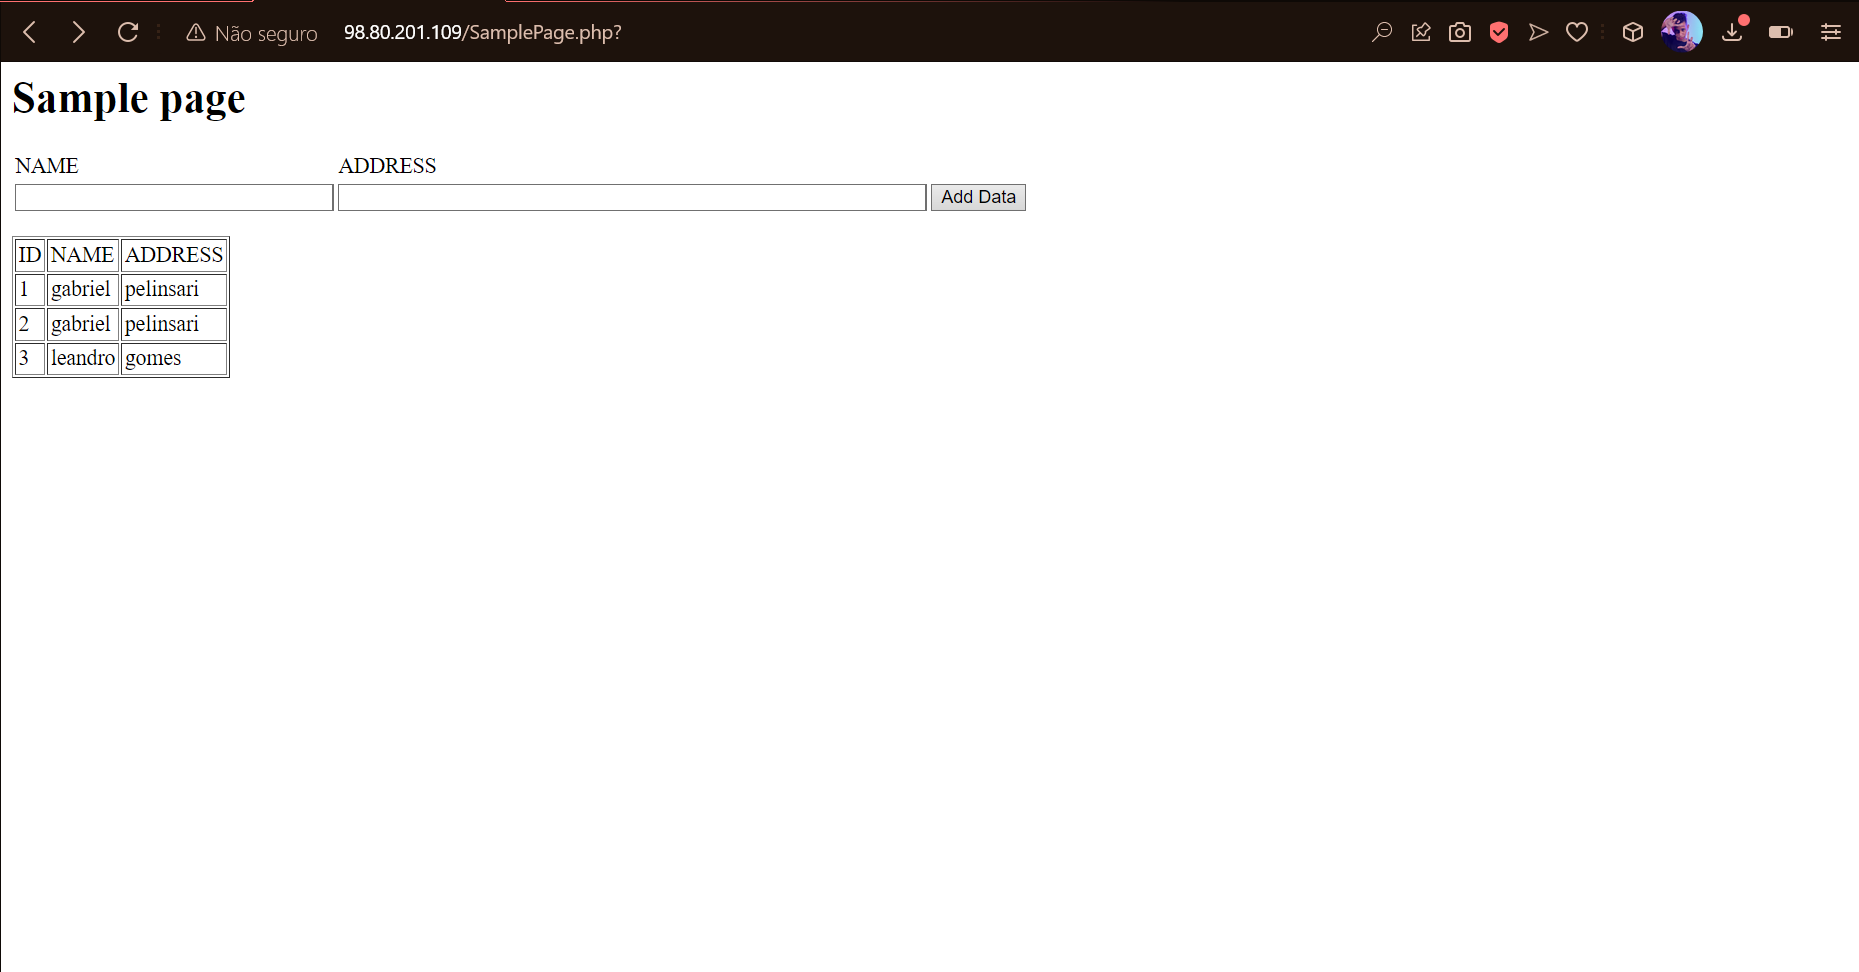 Não seguro 98.80.201.109/SamplePage.php?
Sample page
NAME ADDRESS
Add Data
ID NAME ADDRESS
1 gabriel pelinsari
2 gabriel pelinsari
3 leandro gomes